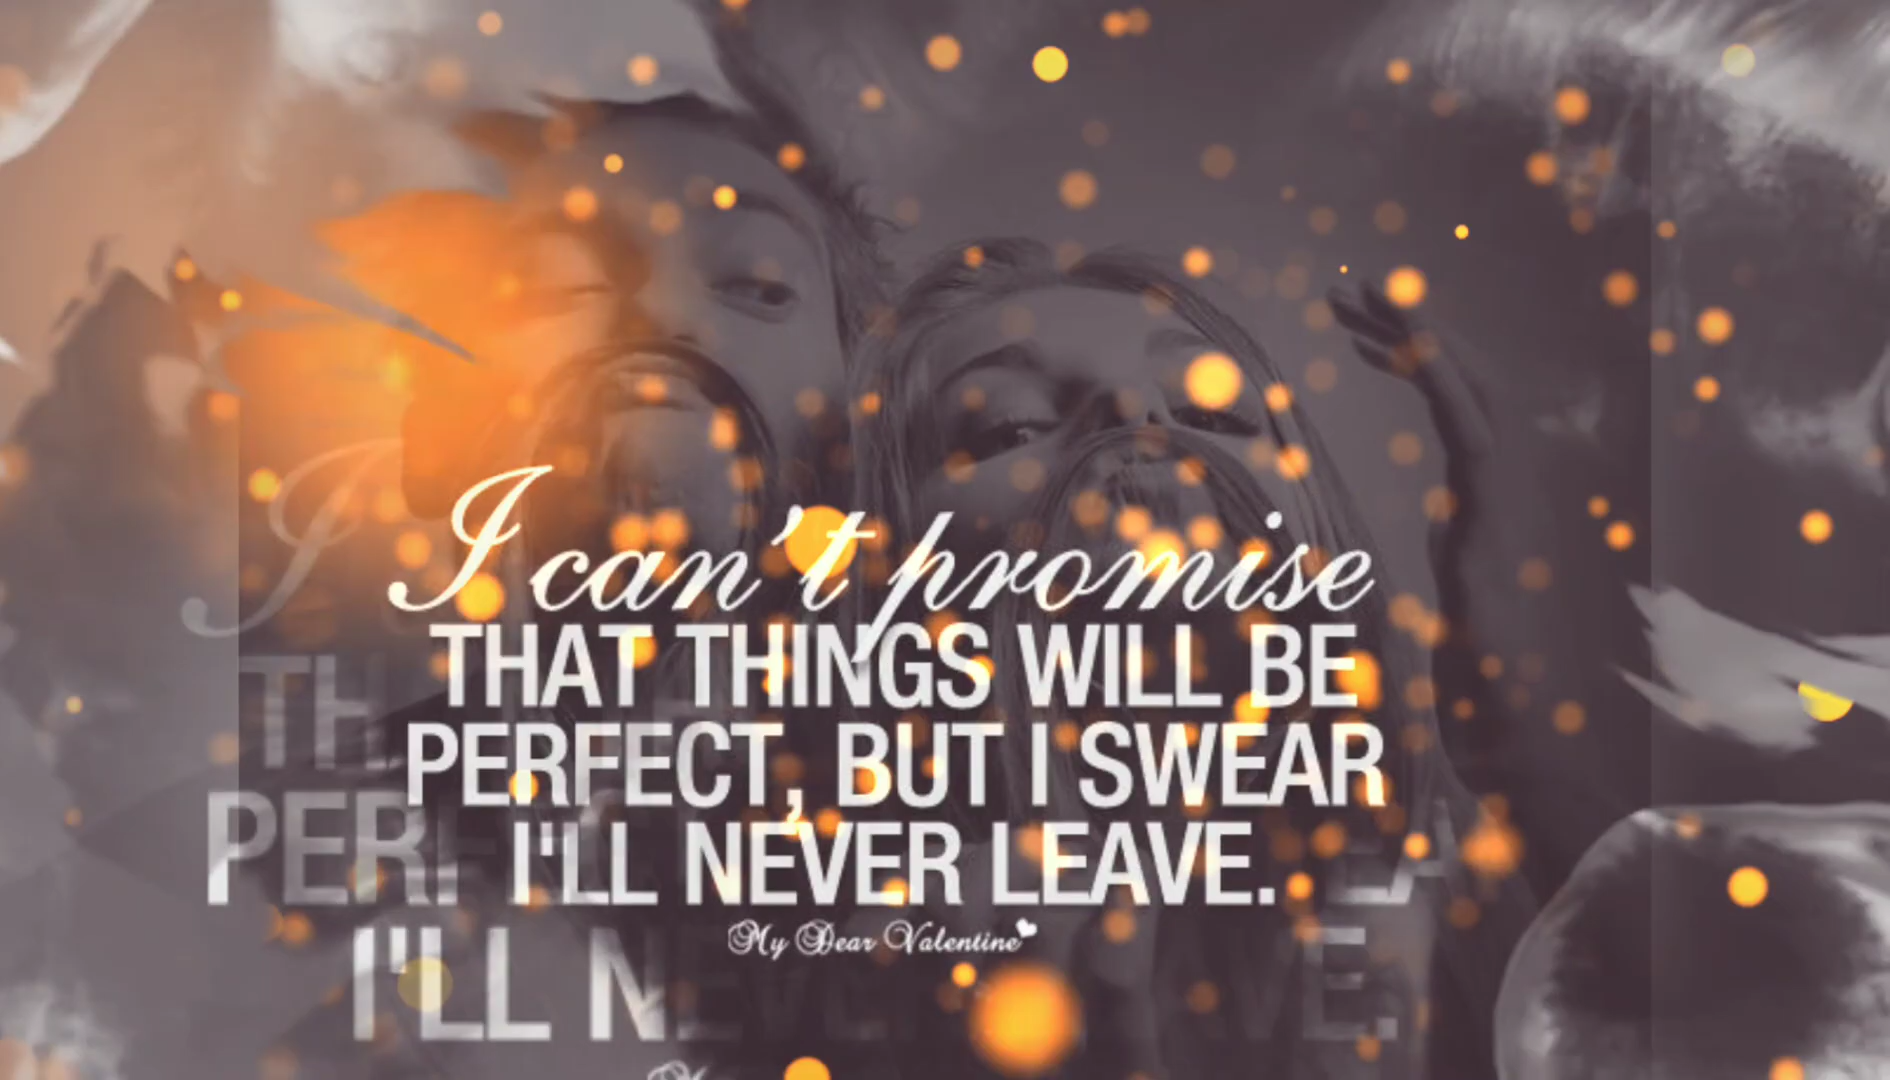 I can't promise
THAT THINGS WILL BE
PERFECT, BUT I SWEAR
I'LL NEVER LEAVE.
My Dear Valentine